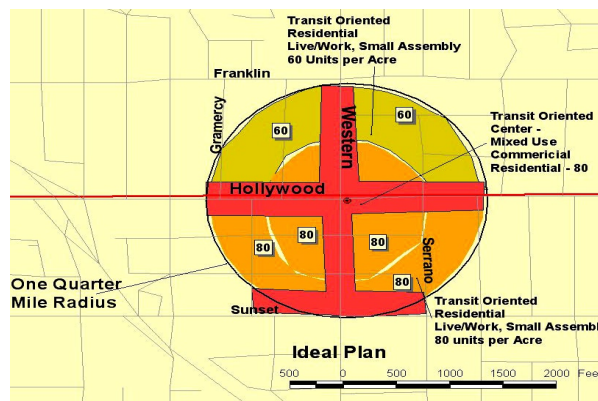 Transit Oriented
Residential
Live/Work, Small Assembly
60 Units per Acre
Franklin
Gramercy
Western
60
60
Transit Oriented
Center -
Mixed Use
Commericial
Residential - 80
Hollywood
80
80
80
Serrano
80
One Quarter
Mile Radius
Sunset
Transit Oriented
Residential
Live/Work, Small Assembl
80 units per Acre
Ideal Plan
500 0 500 1000 1500 2000 Fee